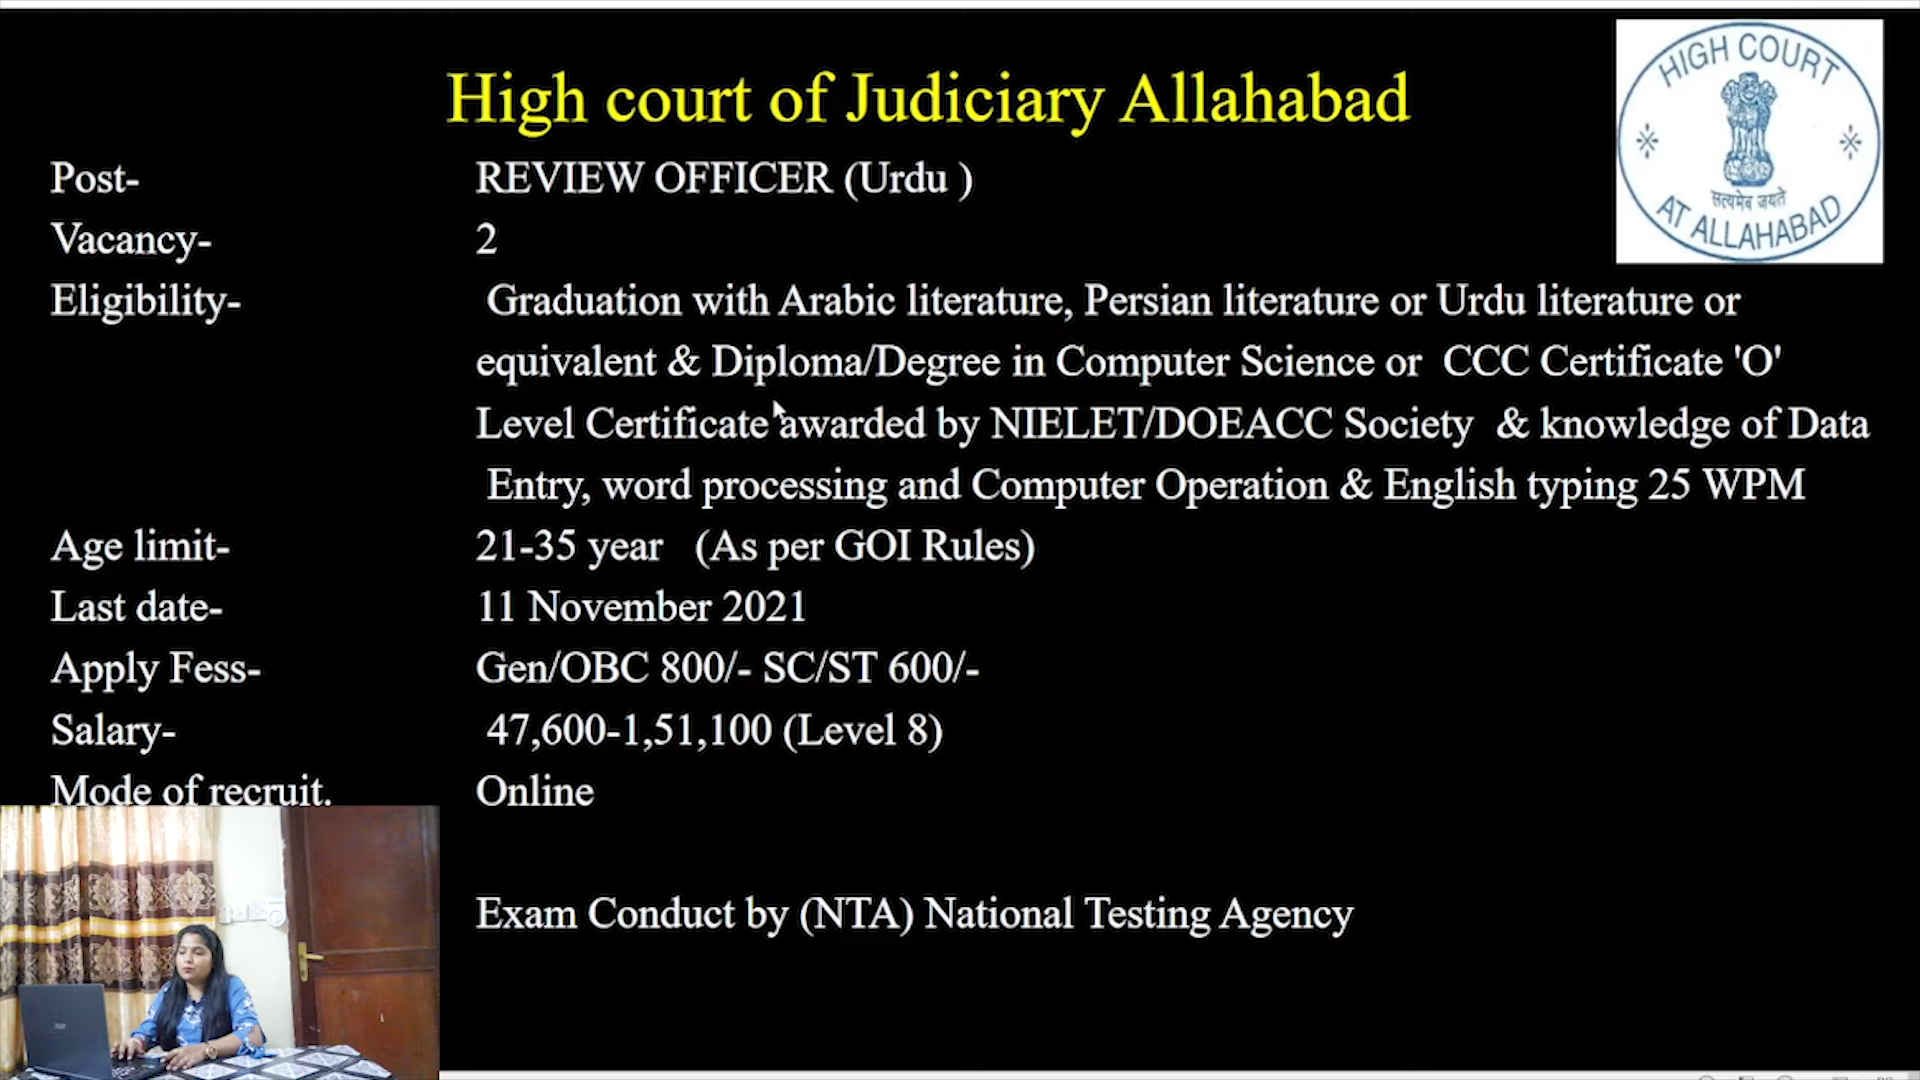 High court of Judiciary Allahabad
HIGH COURT
सत्यमेव जयते
AT ALLAHABAD
Post- REVIEW OFFICER (Urdu )
Vacancy- 2
Eligibility- Graduation with Arabic literature, Persian literature or Urdu literature or
equivalent & Diploma/Degree in Computer Science or CCC Certificate 'O'
Level Certificate awarded by NIELET/DOEACC Society & knowledge of Data
Entry, word processing and Computer Operation & English typing 25 WPM
Age limit- 21-35 year (As per GOI Rules)
Last date- 11 November 2021
Apply Fess- Gen/OBC 800/- SC/ST 600/-
Salary- 47,600-1,51,100 (Level 8)
Mode of recruit. Online
Exam Conduct by (NTA) National Testing Agency